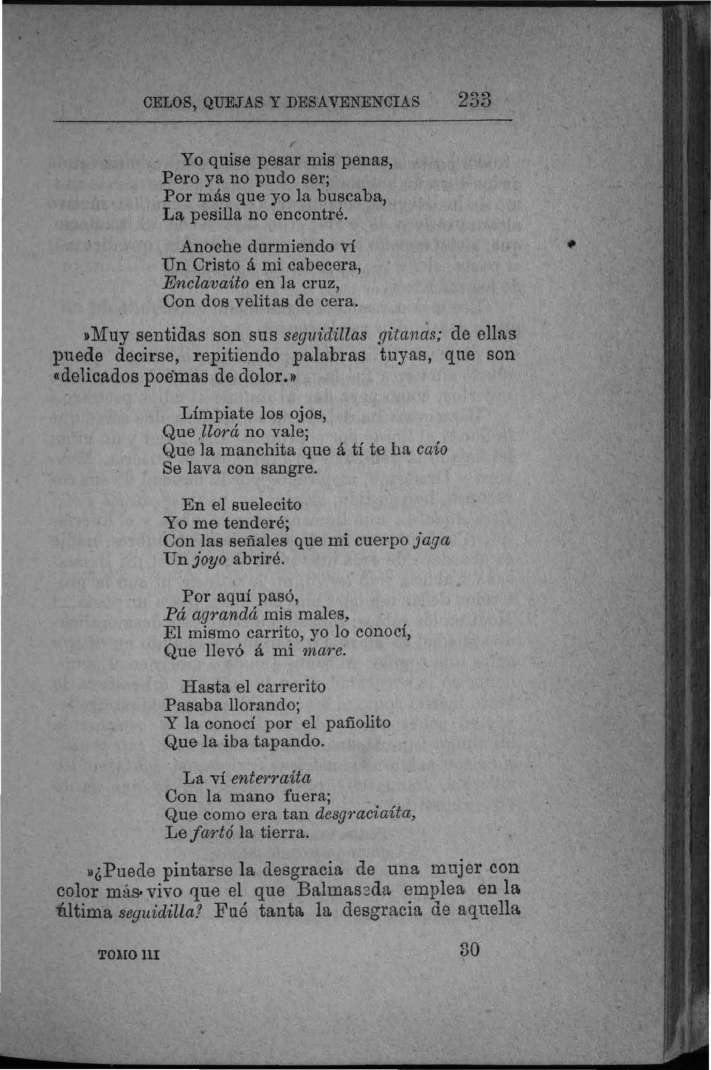 CELOS, QUEJAS Y DESAVENENCIAS 233
Yo quise pesar mis penas,
Pero ya no pudo ser;
Por más que yo la buscaba,
La pesilla no encontré.
Anoche durmiendo ví
Un Cristo á mi cabecera,
Enclavaíto en la cruz,
Con dos velitas de cera.
»Muy sentidas son sus seguidillas gitanas; de ellas
puede decirse, repitiendo palabras tuyas, que son
«delicados poemas de dolor.»
Límpiate los ojos,
Que llorá no vale;
Que la manchita que á tí te ha caío
Se lava con sangre.
En el suelecito
Yo me tenderé;
Con las señales que mi cuerpo jaga
Un joyo abriré.
Por aquí pasó,
Pá agrandá mis males,
El mismo carrito, yo lo conocí,
Que llevó á mi mare.
Hasta el carrerito
Pasaba llorando;
Y la conocí por el pañolito
Que la iba tapando.
La ví enterraíta
Con la mano fuera;
Que como era tan desgraciaíta,
Le fartó la tierra.
»¿Puede pintarse la desgracia de una mujer con
color más vivo que el que Balmaseda emplea en la
última seguidilla? Fué tanta la desgracia de aquella
TOMO III 30